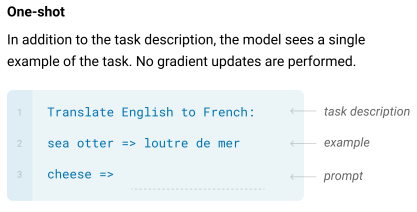 One-shot
In addition to the task description, the model sees a single
example of the task. No gradient updates are performed.
1 Translate English to French: task description
2 sea otter => loutre de mer example
3 cheese => prompt